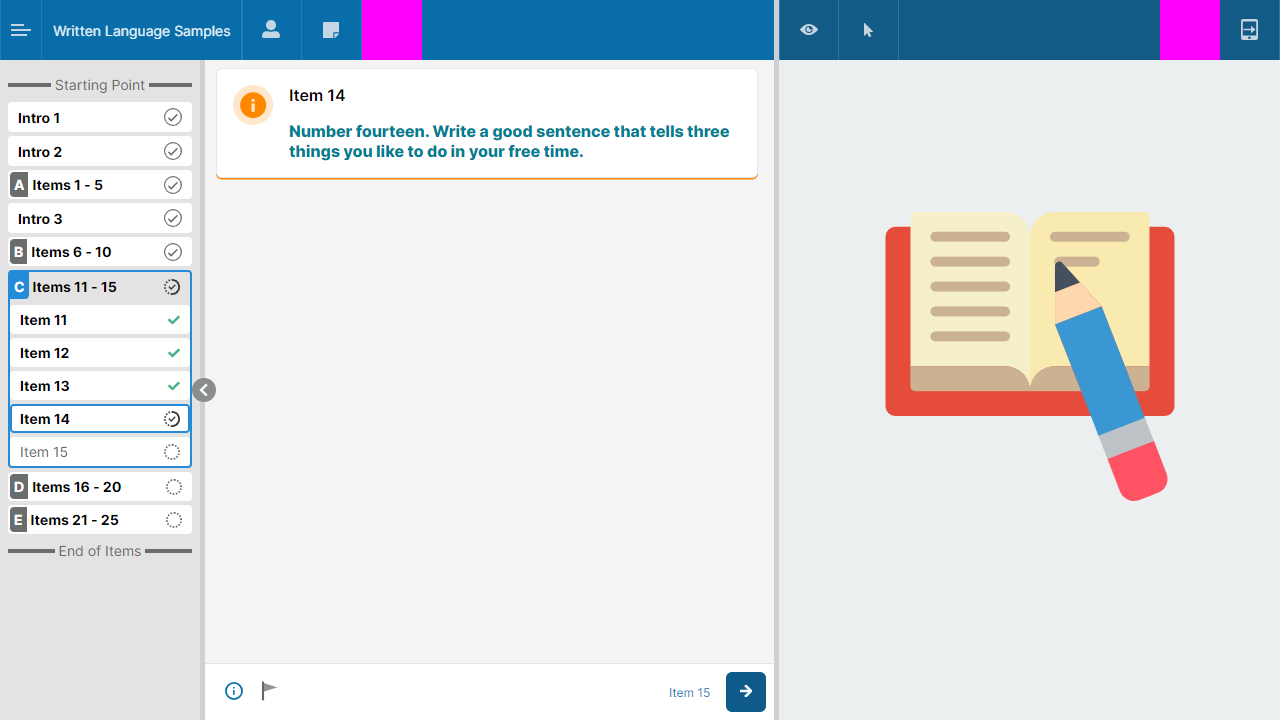 Written Language Samples
Starting Point
Intro 1
Intro 2
A Items 1 - 5
Intro 3
B Items 6 - 10
C Items 11 - 15
Item 11
Item 12
Item 13
Item 14
Item 15
D Items 16 - 20
E Items 21 - 25
End of Items
Item 14
Number fourteen. Write a good sentence that tells three
things you like to do in your free time.
Item 15